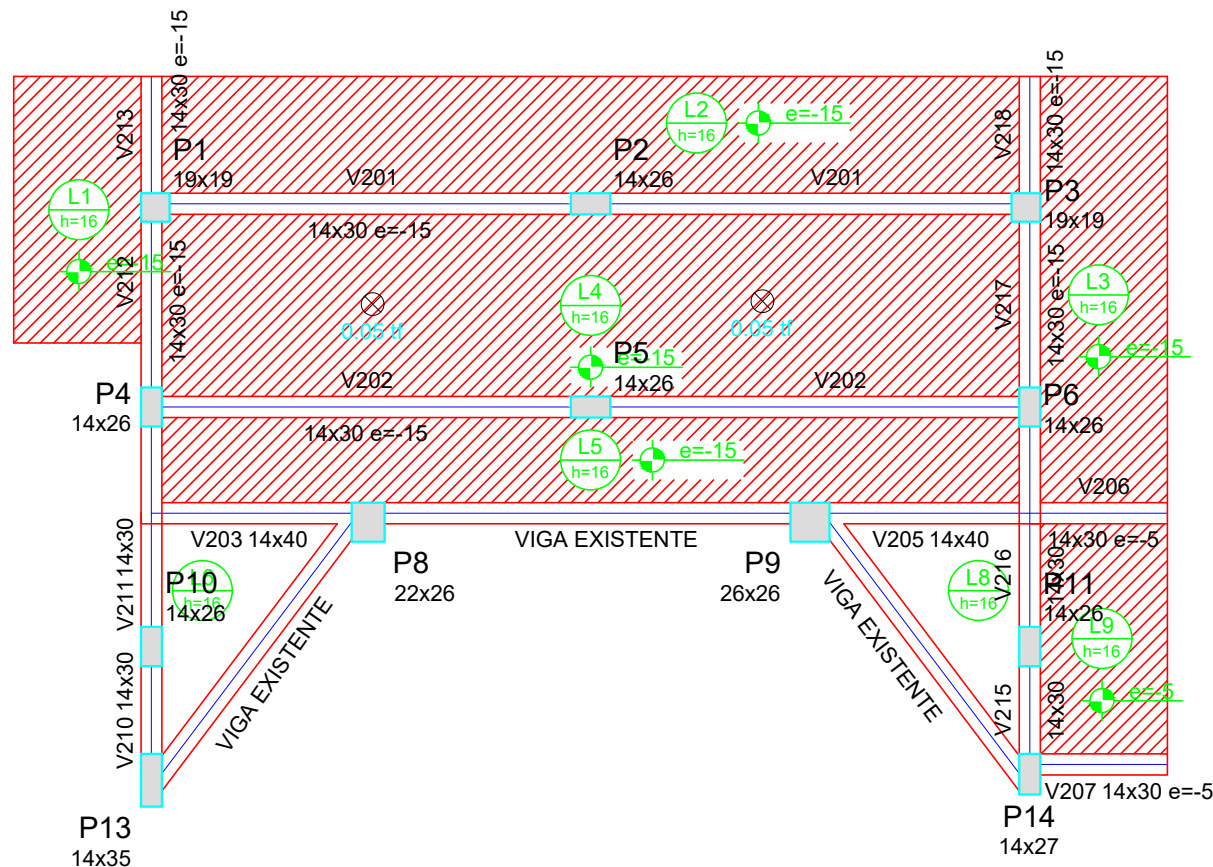 14x30 e=-15
V213
P1
19x19
V201
14x30 e=-15
L1
h=16
e=-15
V212
14x30 e=-15
L2
h=16
e=-15
P2
14x26
V201
V218
14x30 e=-15
P3
19x19
V217
14x30 e=-15
L3
h=16
e=-15
0.05 tf
L4
h=16
e=-15
0.05 tf
P4
14x26
V202
14x30 e=-15
P5
14x26
V202
P6
14x26
L5
h=16
e=-15
V206
14x30 e=-5
V203 14x40
P8
22x26
VIGA EXISTENTE
P9
26x26
V205 14x40
V211 14x30
P10
14x26
h=16
VIGA EXISTENTE
VIGA EXISTENTE
L8
h=16
V216
14x30
P11
14x26
L9
h=16
e=-5
V210 14x30
V215
14x30
P13
14x35
V207 14x30 e=-5
P14
14x27